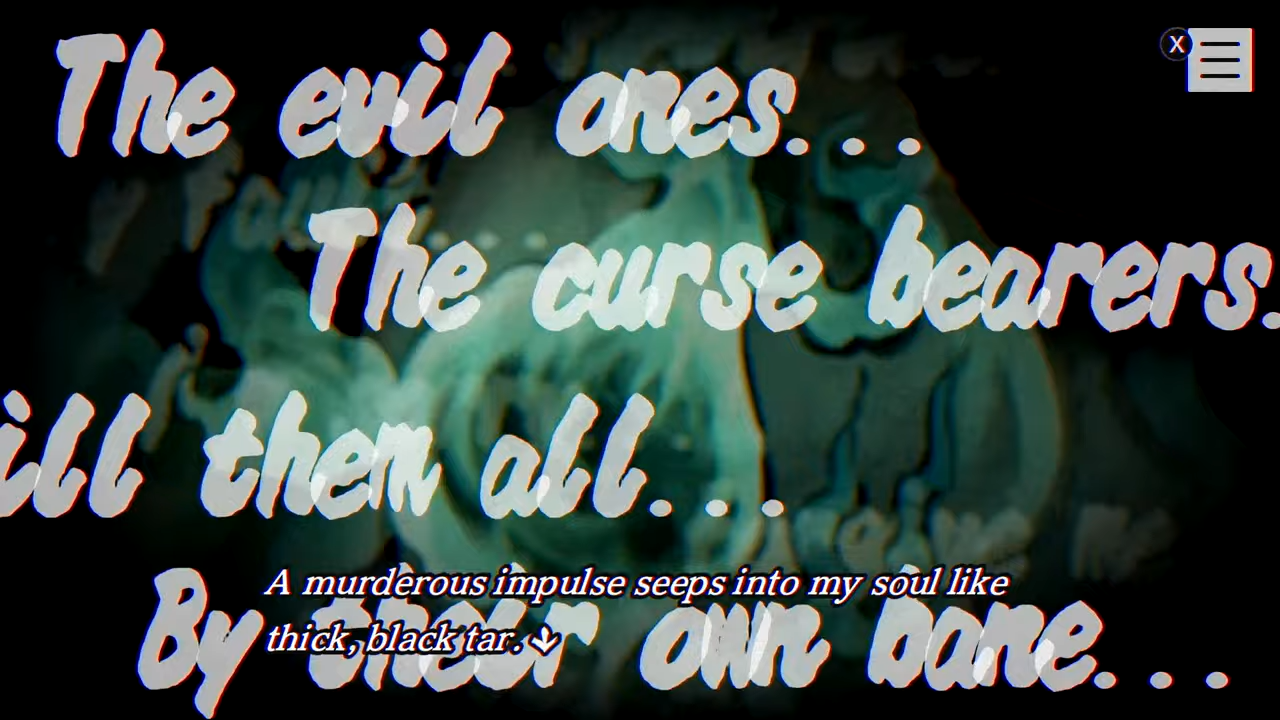 The evil ones...
X
The curse bearers.
ill them all...
A murderous impulse seeps into my soul like
thick, black tar.
By their own bane...